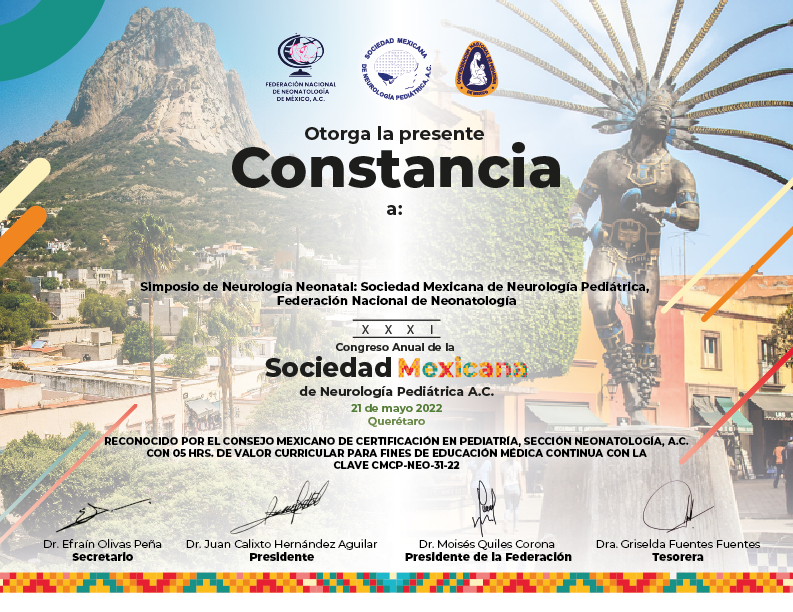 FEDERACIÓN NACIONAL
DE NEONATOLOGÍA
DE MÉXICO, A.C.
SOCIEDAD MEXICANA
DE NEUROLOGÍA PEDIÁTRICA, A.C.
Otorga la presente
Constancia
a:
Simposio de Neurología Neonatal: Sociedad Mexicana de Neurología Pediátrica,
Federación Nacional de Neonatología
X X X I
Congreso Anual de la
Sociedad Mexicana
de Neurología Pediátrica A.C.
21 de mayo 2022
Querétaro
RECONOCIDO POR EL CONSEJO MEXICANO DE CERTIFICACIÓN EN PEDIATRÍA, SECCIÓN NEONATOLOGÍA, A.C.
CON 05 HRS. DE VALOR CURRICULAR PARA FINES DE EDUCACIÓN MÉDICA CONTINUA CON LA
CLAVE CMCP-NEO-31-22
Dr. Efraín Olivas Peña
Secretario
Dr. Juan Calixto Hernández Aguilar
Presidente
Dr. Moisés Quiles Corona
Presidente de la Federación
Dra. Griselda Fuentes Fuentes
Tesorera